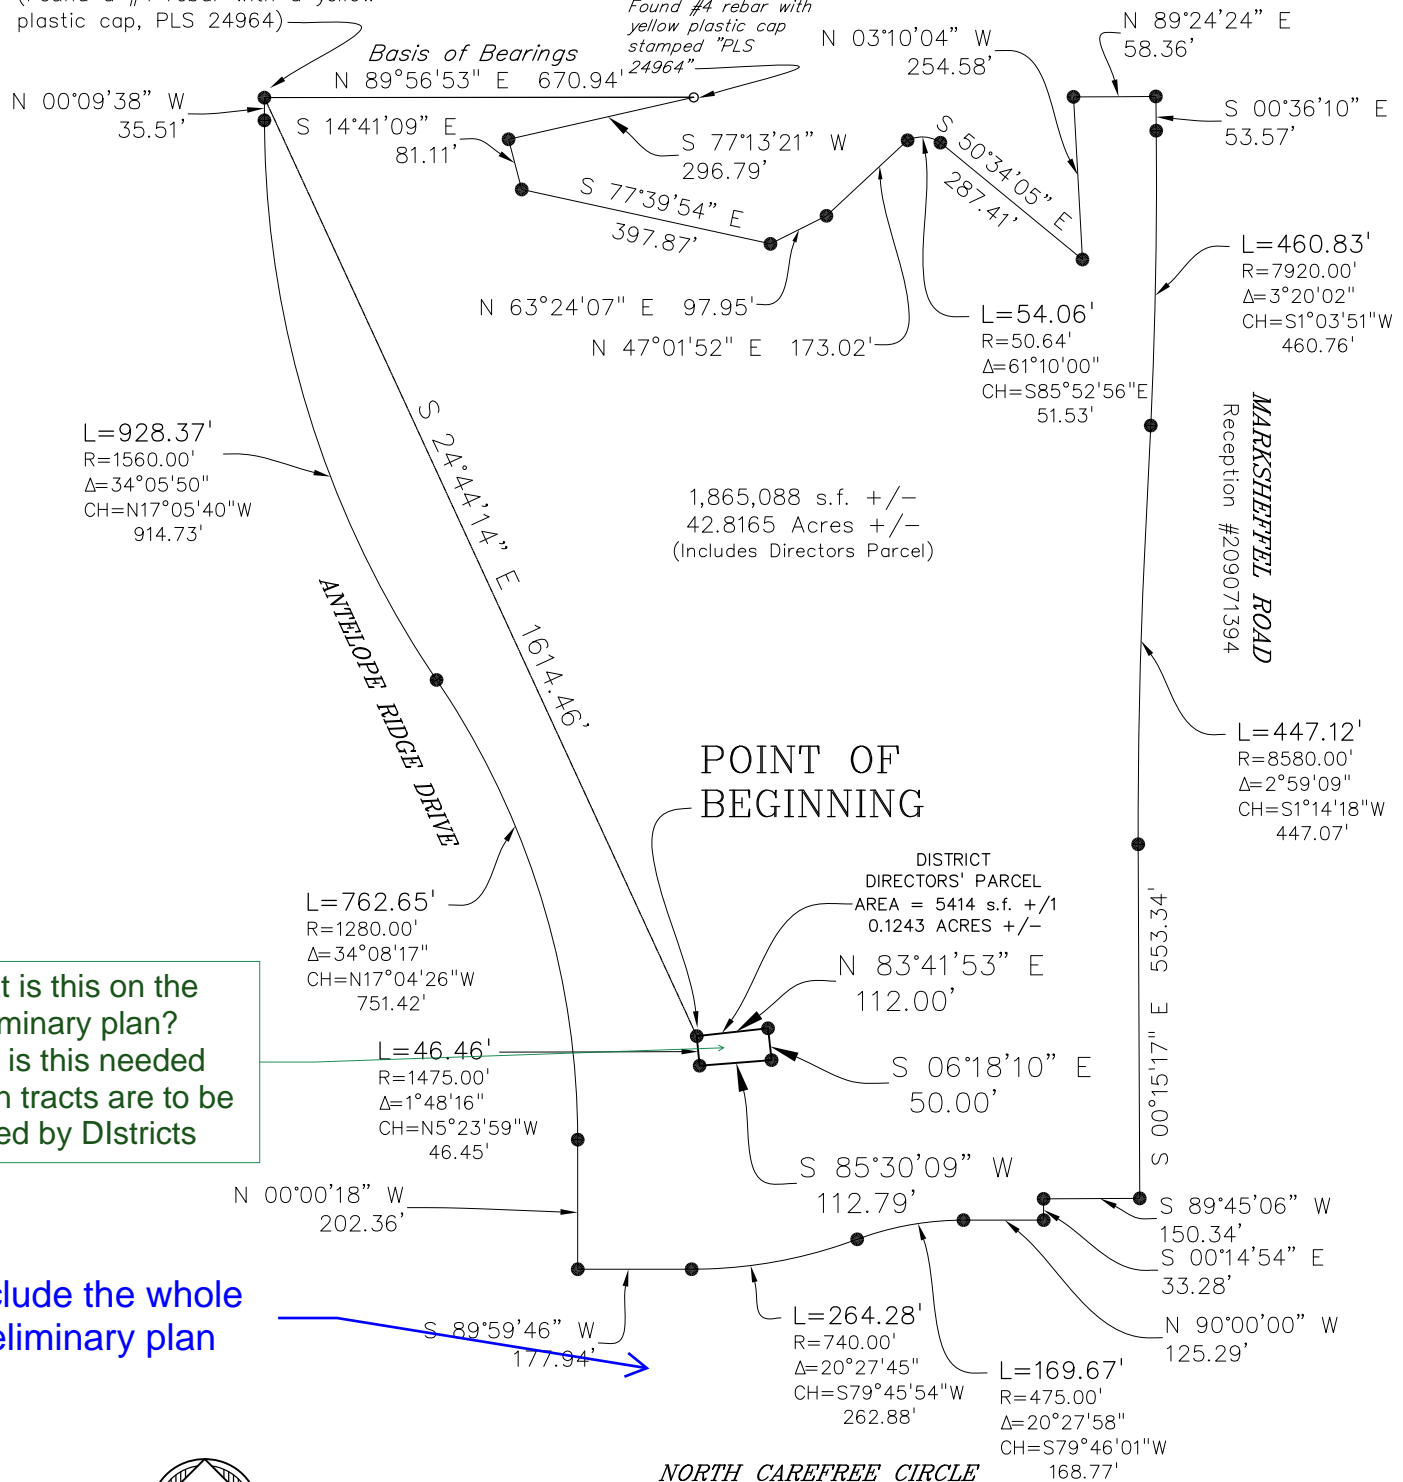 plastic cap, PLS 24964)
Found #4 rebar with
yellow plastic cap
stamped "PLS
24964"
Basis of Bearings
N 89°56'53" E 670.94'
N 03°10'04" W
254.58'
N 89°24'24" E
58.36'
N 00°09'38" W
35.51'
S 14°41'09" E
81.11'
S 77°13'21" W
296.79'
S 50°34'05" E
287.41'
S 00°36'10" E
53.57'
S 77°39'54" E
397.87'
N 63°24'07" E 97.95'
N 47°01'52" E 173.02'
L=54.06'
R=50.64'
Δ=61°10'00"
CH=S85°52'56"E
51.53'
L=460.83'
R=7920.00'
Δ=3°20'02"
CH=S1°03'51"W
460.76'
MARKSHEFFEL ROAD
Reception #209071394
L=928.37'
R=1560.00'
Δ=34°05'50"
CH=N17°05'40"W
914.73'
S 24°44'14" E 1614.46'
1,865,088 s.f. +/-
42.8165 Acres +/-
(Includes Directors Parcel)
ANTELOPE RIDGE DRIVE
L=447.12'
R=8580.00'
Δ=2°59'09"
CH=S1°14'18"W
447.07'
POINT OF
BEGINNING
DISTRICT
DIRECTORS' PARCEL
AREA = 5414 s.f. +/1
0.1243 ACRES +/-
L=762.65'
R=1280.00'
Δ=34°08'17"
CH=N17°04'26"W
751.42'
N 83°41'53" E
112.00'
S 00°15'17" E 553.34'
is this on the
plan?
is this needed
tracts are to be
by DIstricts
L=46.46'
R=1475.00'
Δ=1°48'16"
CH=N5°23'59"W
46.45'
S 06°18'10" E
50.00'
S 85°30'09" W
112.79'
N 00°00'18" W
202.36'
S 89°45'06" W
150.34'
S 00°14'54" E
33.28'
the whole
plan
S 89°59'46" W
177.94'
L=264.28'
R=740.00'
Δ=20°27'45"
CH=S79°45'54"W
262.88'
N 90°00'00" W
125.29'
L=169.67'
R=475.00'
Δ=20°27'58"
CH=S79°46'01"W
168.77'
NORTH CAREFREE CIRCLE